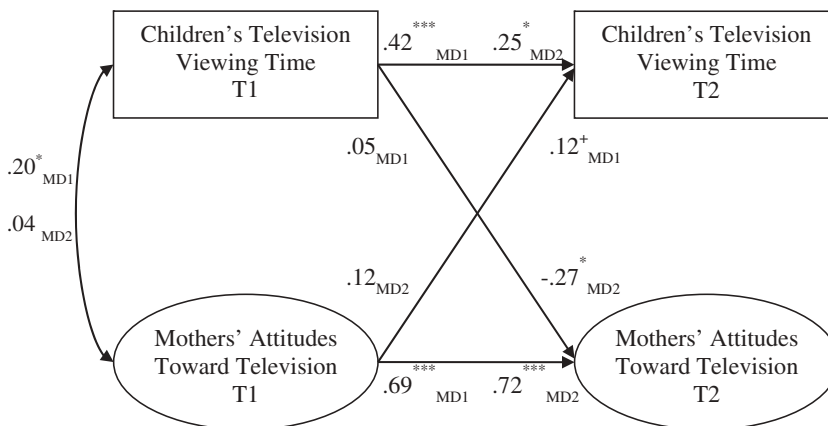 Children's Television
Viewing Time
T1
.42***MD1 .25*MD2
Children's Television
Viewing Time
T2
.05MD1 .12+MD1
.20*MD1
.04 MD2
.12MD2 -.27*MD2
Mothers' Attitudes
Toward Television
T1
.69***MD1 .72***MD2
Mothers' Attitudes
Toward Television
T2